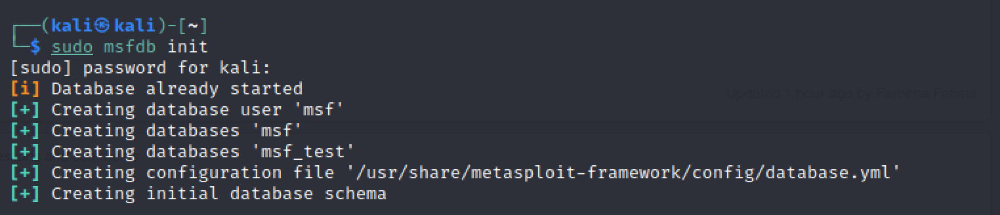 ┌──(kali㉿kali)-[~]
└─$ sudo msfdb init
[sudo] password for kali:
[i] Database already started
[+] Creating database user 'msf'
[+] Creating databases 'msf'
[+] Creating databases 'msf_test'
[+] Creating configuration file '/usr/share/metasploit-framework/config/database.yml'
[+] Creating initial database schema
Updated 1 hour ago by Fareeha Fatima